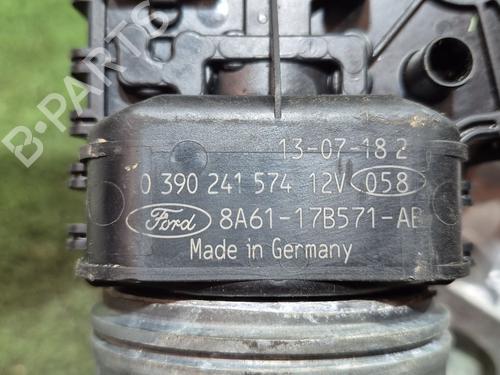 B-PARTS
13-07-18 2
0 390 241 574 12V 058
Ford 8A61-17B571-AB
Made in Germany